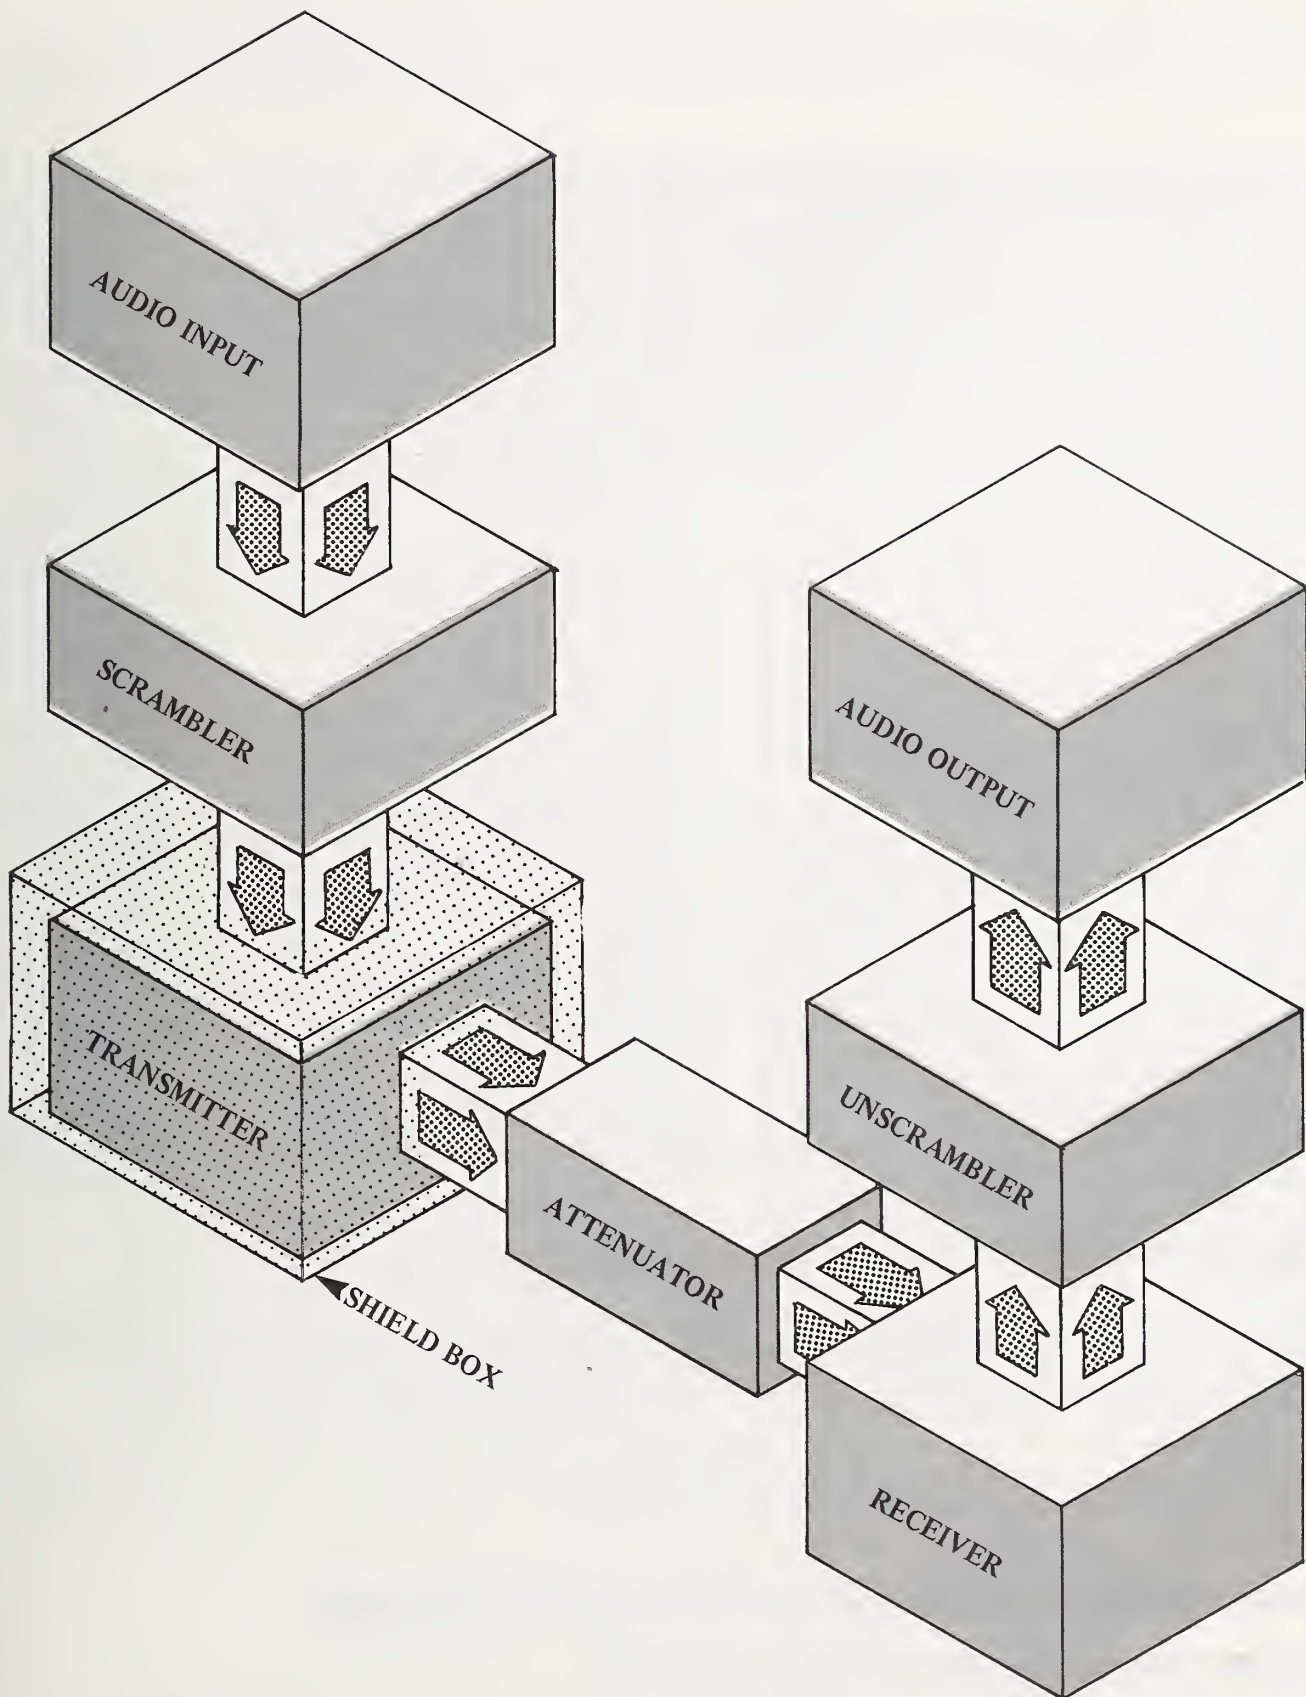 AUDIO INPUT
SCRAMBLER
TRANSMITTER
SHIELD BOX
ATTENUATOR
AUDIO OUTPUT
UNSCRAMBLER
RECEIVER